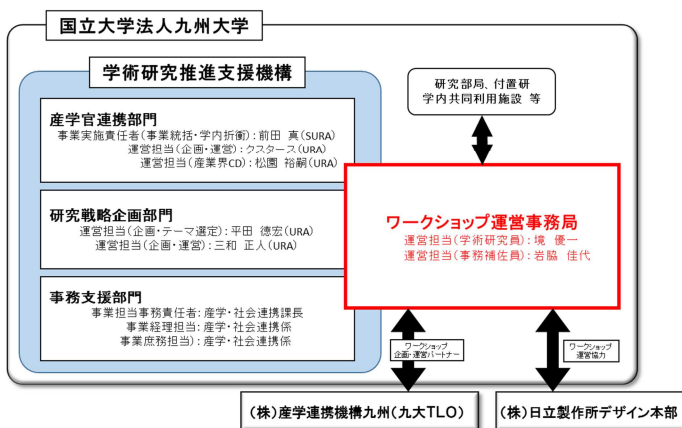 国立大学法人九州大学
学術研究推進支援機構
研究部局、付置研
学内共同利用施設 等
産学官連携部門
事業実施責任者(事業統括・学内折衝):前田 真(SURA)
運営担当(企画・運営):クスタース(URA)
運営担当(産業界CD):松園 裕嗣(URA)
研究戦略企画部門
運営担当(企画・テーマ選定):平田 徳宏(URA)
運営担当(企画・運営):三和 正人(URA)
ワークショップ運営事務局
運営担当(学術研究員):境 優一
運営担当(事務補佐員):岩脇 佳代
事務支援部門
事業担当事務責任者:産学・社会連携課長
事業経理担当:産学・社会連携係
事業庶務担当):産学・社会連携係
ワークショップ
企画・運営パートナー
ワークショップ
運営協力
(株)産学連携機構九州(九大TLO)
(株)日立製作所デザイン本部